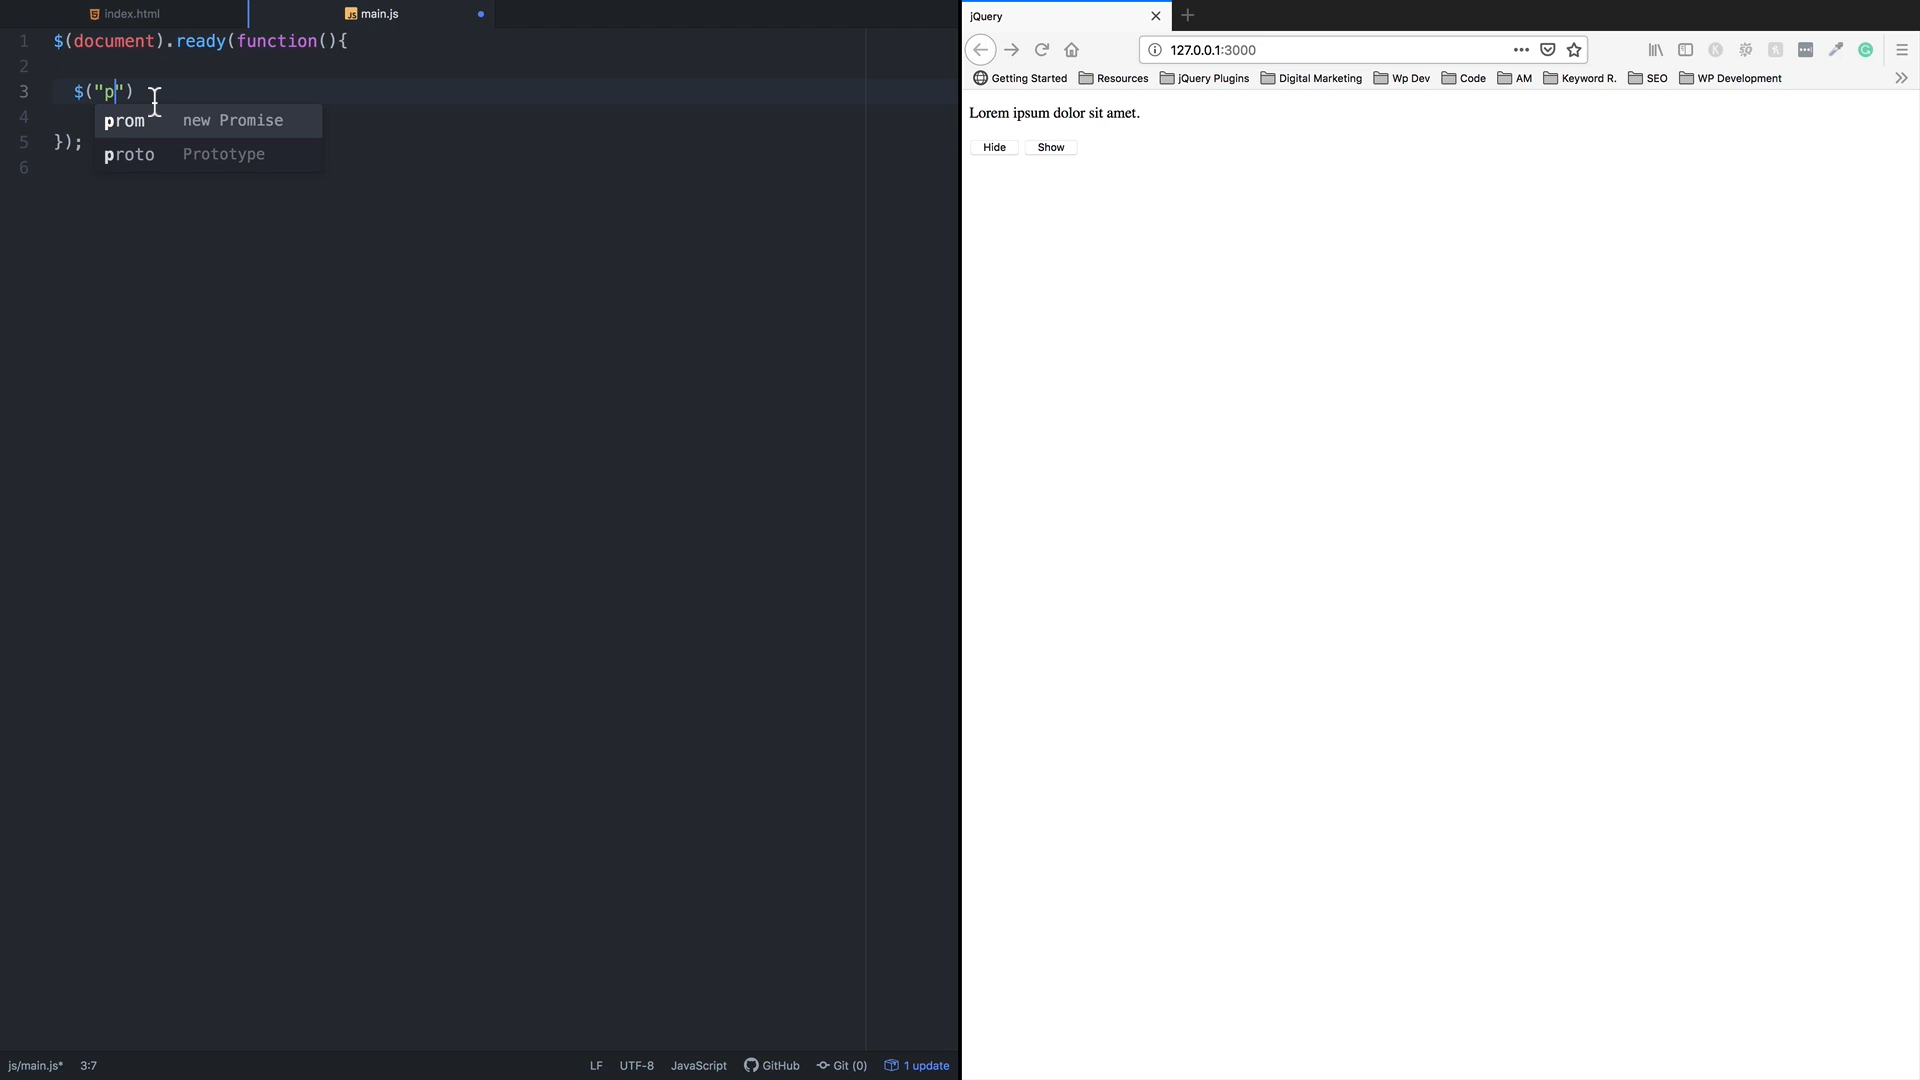 index.html
main.js
1 $(document).ready(function(){
2
3 $("p")
4
5 });
6
prom new Promise
proto Prototype
js/main.js* 3:7
LF UTF-8 JavaScript GitHub Git (0) 1 update
jQuery
127.0.0.1:3000
Getting Started Resources jQuery Plugins Digital Marketing Wp Dev Code AM Keyword R. SEO WP Development
Lorem ipsum dolor sit amet.
Hide Show